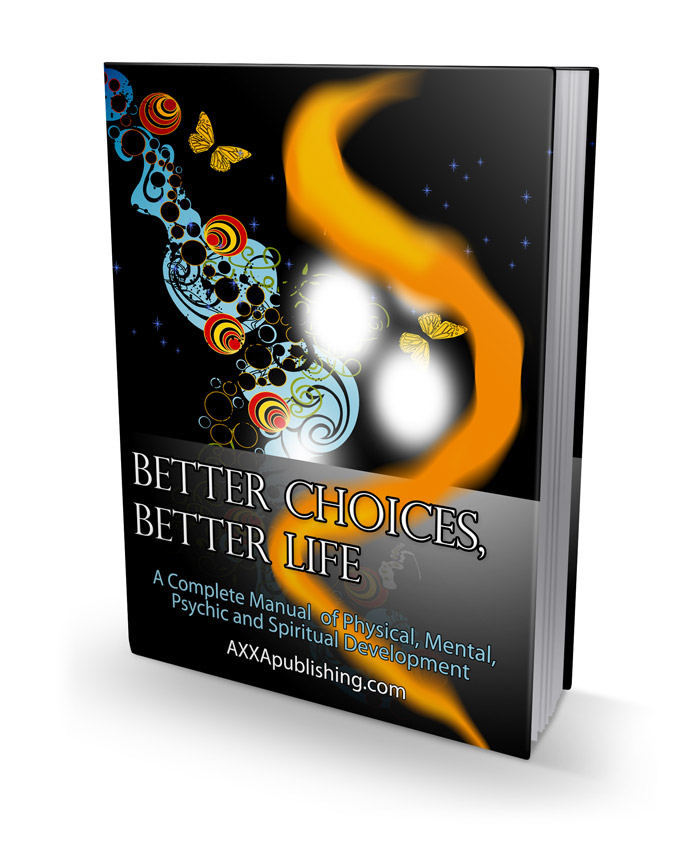 BETTER CHOICES,
BETTER LIFE
A Complete Manual of Physical, Mental,
Psychic and Spiritual Development
AXXApublishing.com